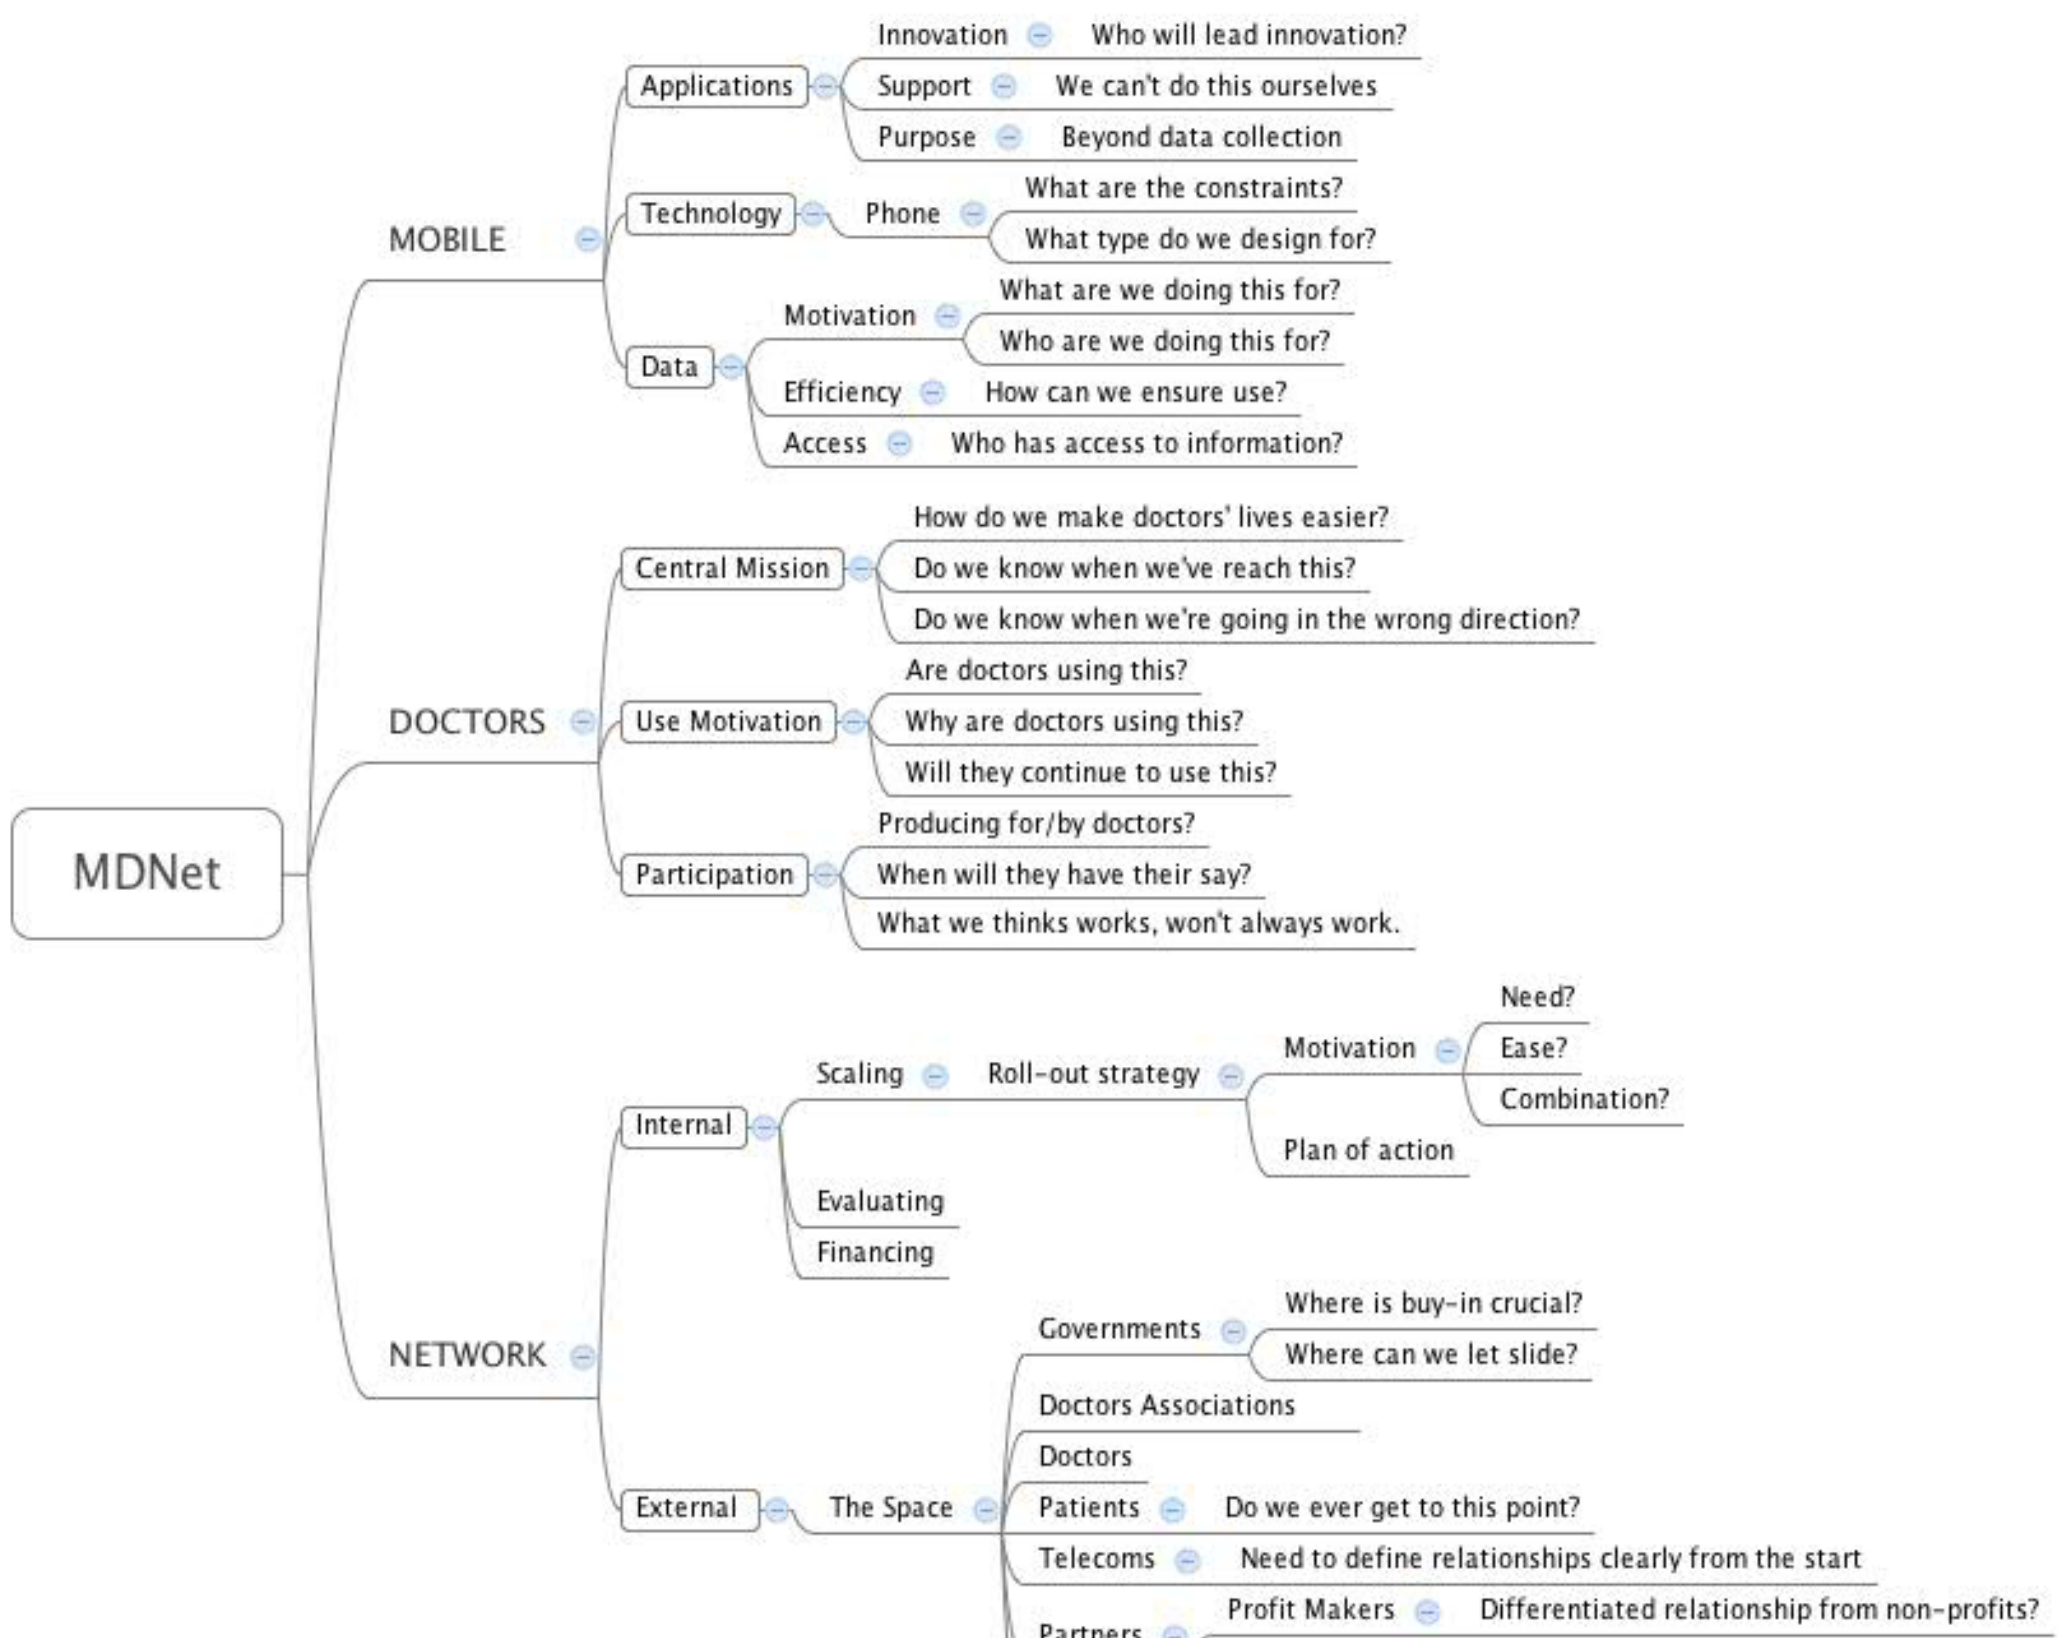 Innovation Who will lead innovation?
Applications Support We can't do this ourselves
Purpose Beyond data collection
What are the constraints?
Technology Phone
What type do we design for?
MOBILE
What are we doing this for?
Motivation
Who are we doing this for?
Data
Efficiency How can we ensure use?
Access Who has access to information?
How do we make doctors' lives easier?
Central Mission Do we know when we've reach this?
Do we know when we're going in the wrong direction?
Are doctors using this?
DOCTORS Use Motivation Why are doctors using this?
Will they continue to use this?
Producing for/by doctors?
MDNet Participation When will they have their say?
What we thinks works, won't always work.
Need?
Motivation Ease?
Scaling Roll-out strategy
Combination?
Internal
Plan of action
Evaluating
Financing
Where is buy-in crucial?
Governments
NETWORK Where can we let slide?
Doctors Associations
Doctors
External The Space Patients Do we ever get to this point?
Telecoms Need to define relationships clearly from the start
Profit Makers Differentiated relationship from non-profits?
Partners